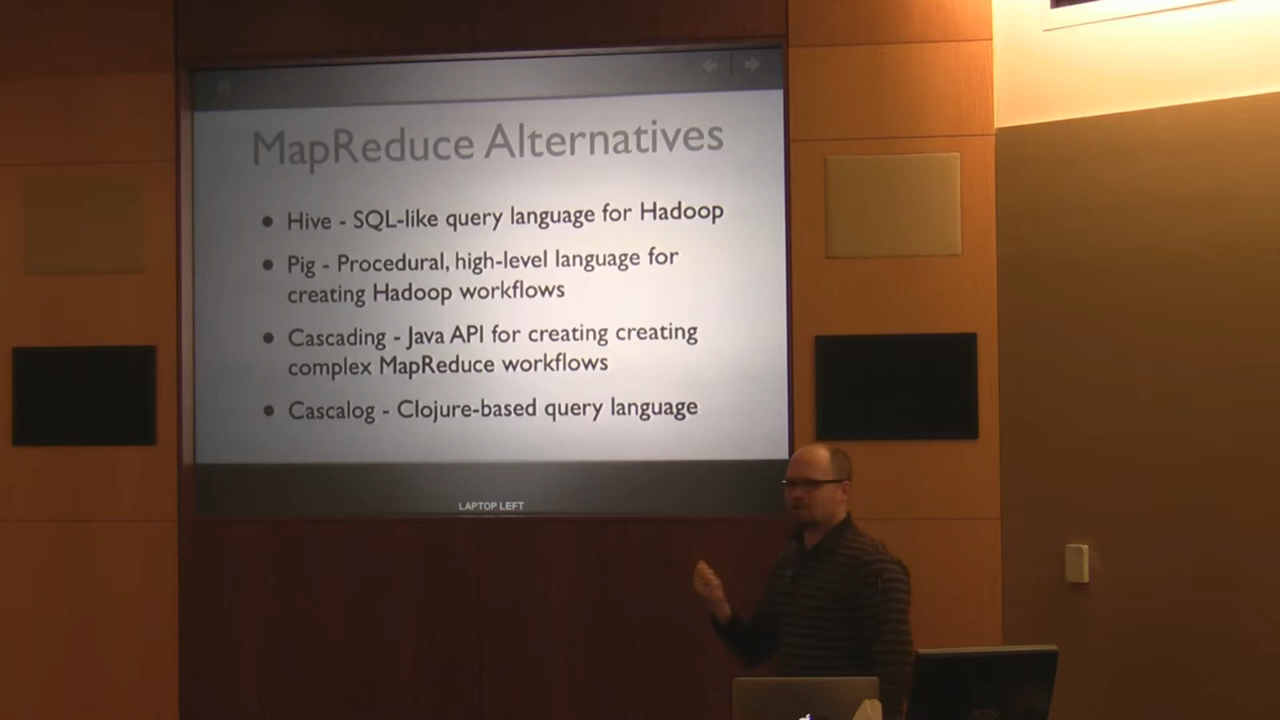 MapReduce Alternatives
• Hive - SQL-like query language for Hadoop
• Pig - Procedural, high-level language for
creating Hadoop workflows
• Cascading - Java API for creating creating
complex MapReduce workflows
• Cascalog - Clojure-based query language
LAPTOP LEFT